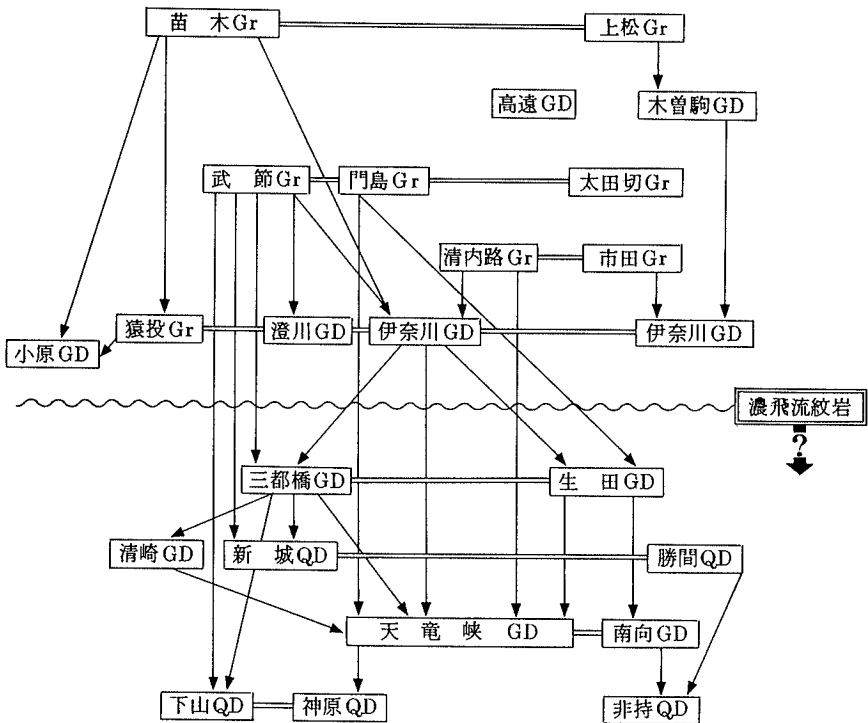 苗木Gr
上松Gr
高遠GD
木曽駒GD
武節Gr
門島Gr
太田切Gr
清内路Gr
市田Gr
猿投Gr
澄川GD
伊奈川GD
伊奈川GD
小原GD
濃飛流紋岩
?
三都橋GD
生田GD
清崎GD
新城QD
勝間QD
天竜峡GD
南向GD
下山QD
神原QD
非持QD